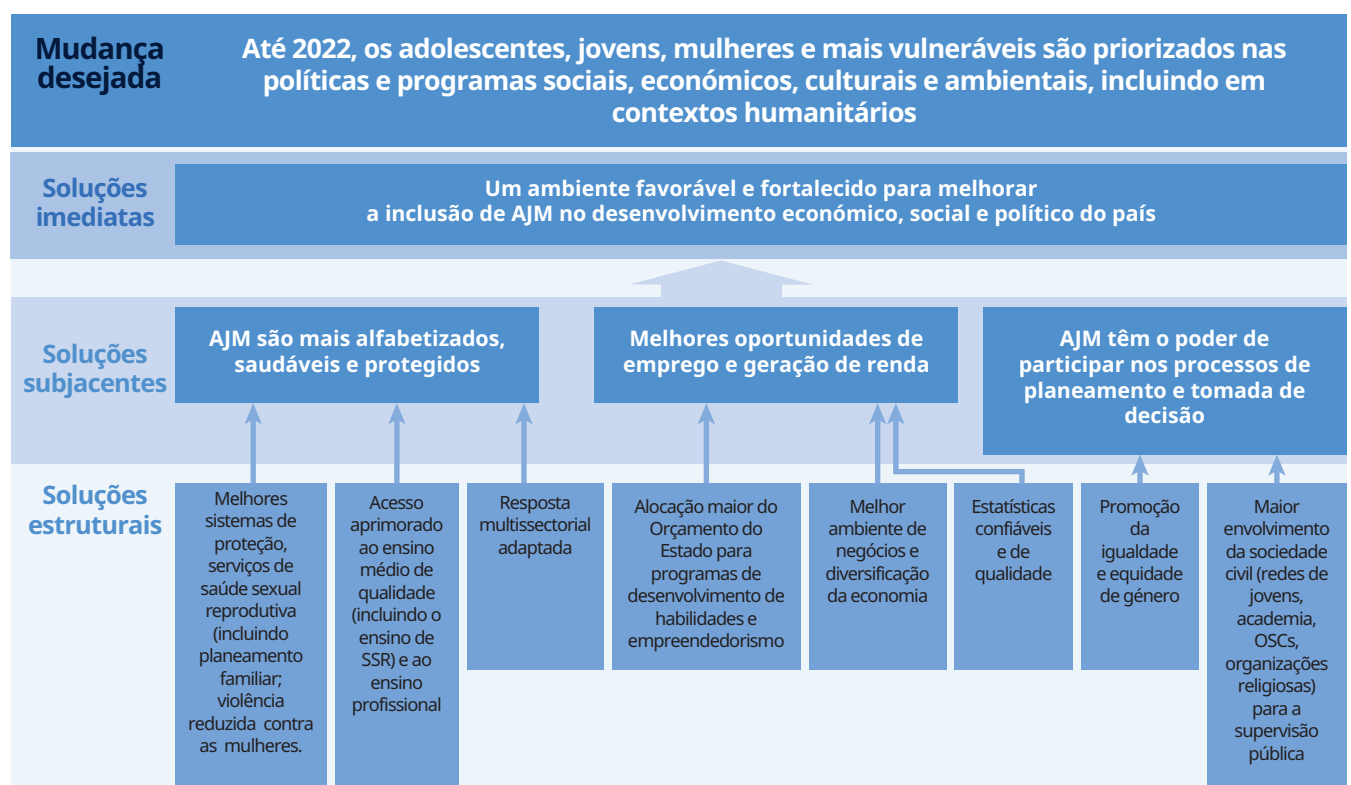 Mudança
desejada
Até 2022, os adolescentes, jovens, mulheres e mais vulneráveis são priorizados nas
políticas e programas sociais, económicos, culturais e ambientais, incluindo em
contextos humanitários
Soluções
imediatas
Um ambiente favorável e fortalecido para melhorar
a inclusão de AJM no desenvolvimento económico, social e político do país
Soluções
subjacentes
AJM são mais alfabetizados,
saudáveis e protegidos
Melhores oportunidades de
emprego e geração de renda
AJM têm o poder de
participar nos processos de
planeamento e tomada de
decisão
Soluções
estruturais
Melhores
sistemas de
proteção,
serviços de
saúde sexual
reprodutiva
(incluindo
planeamento
familiar;
violência
reduzida contra
as mulheres.
Acesso
aprimorado
ao ensino
médio de
qualidade
(incluindo o
ensino de
SSR) e ao
ensino
profissional
Resposta
multissectorial
adaptada
Alocação maior do
Orçamento do
Estado para
programas de
desenvolvimento de
habilidades e
empreendedorismo
Melhor
ambiente de
negócios e
diversificação
da economia
Estatísticas
confiáveis
e de
qualidade
Promoção
da
igualdade
e equidade
de género
Maior
envolvimento
da sociedade
civil (redes de
jovens,
academia,
OSCs,
organizações
religiosas)
para a
supervisão
pública